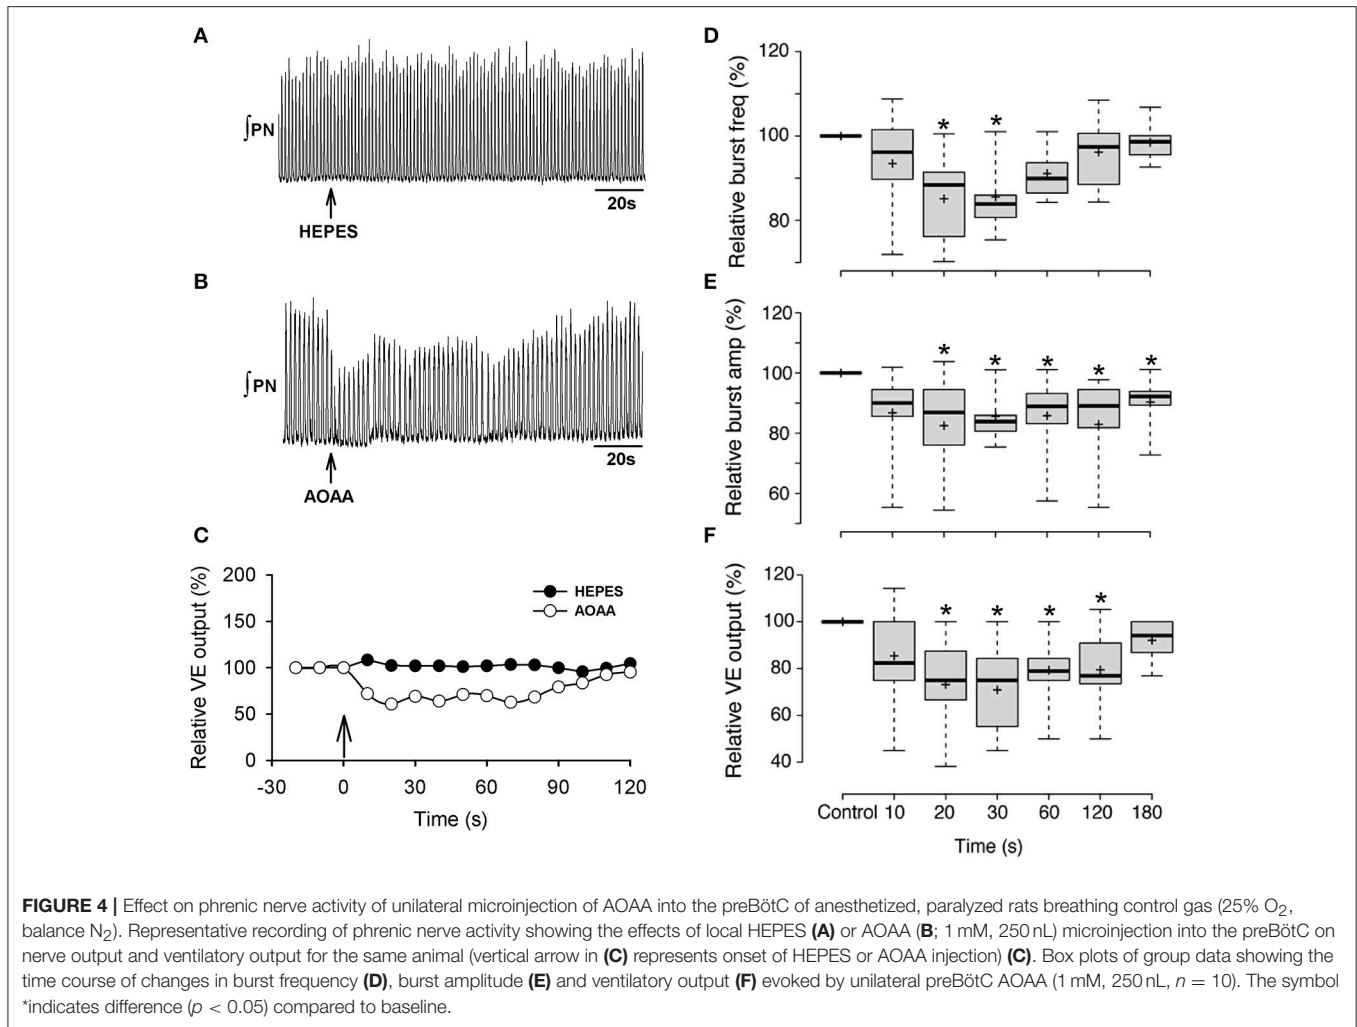 A
∫PN
20s
HEPES
B
∫PN
20s
AOAA
C
Relative VE output (%)
200
150
100
50
0
HEPES
AOAA
-30 0 30 60 90 120
Time (s)
D
Relative burst freq (%)
120
100
80
* *
E
Relative burst amp (%)
120
100
80
60
* * * * *
F
Relative VE output (%)
120
100
80
60
40
* * * *
Control 10 20 30 60 120 180
Time (s)
FIGURE 4 | Effect on phrenic nerve activity of unilateral microinjection of AOAA into the preBötC of anesthetized, paralyzed rats breathing control gas (25% O₂,
balance N₂). Representative recording of phrenic nerve activity showing the effects of local HEPES (A) or AOAA (B; 1 mM, 250 nL) microinjection into the preBötC on
nerve output and ventilatory output for the same animal (vertical arrow in (C) represents onset of HEPES or AOAA injection) (C). Box plots of group data showing the
time course of changes in burst frequency (D), burst amplitude (E) and ventilatory output (F) evoked by unilateral preBötC AOAA (1 mM, 250 nL, n = 10). The symbol
*indicates difference (p < 0.05) compared to baseline.